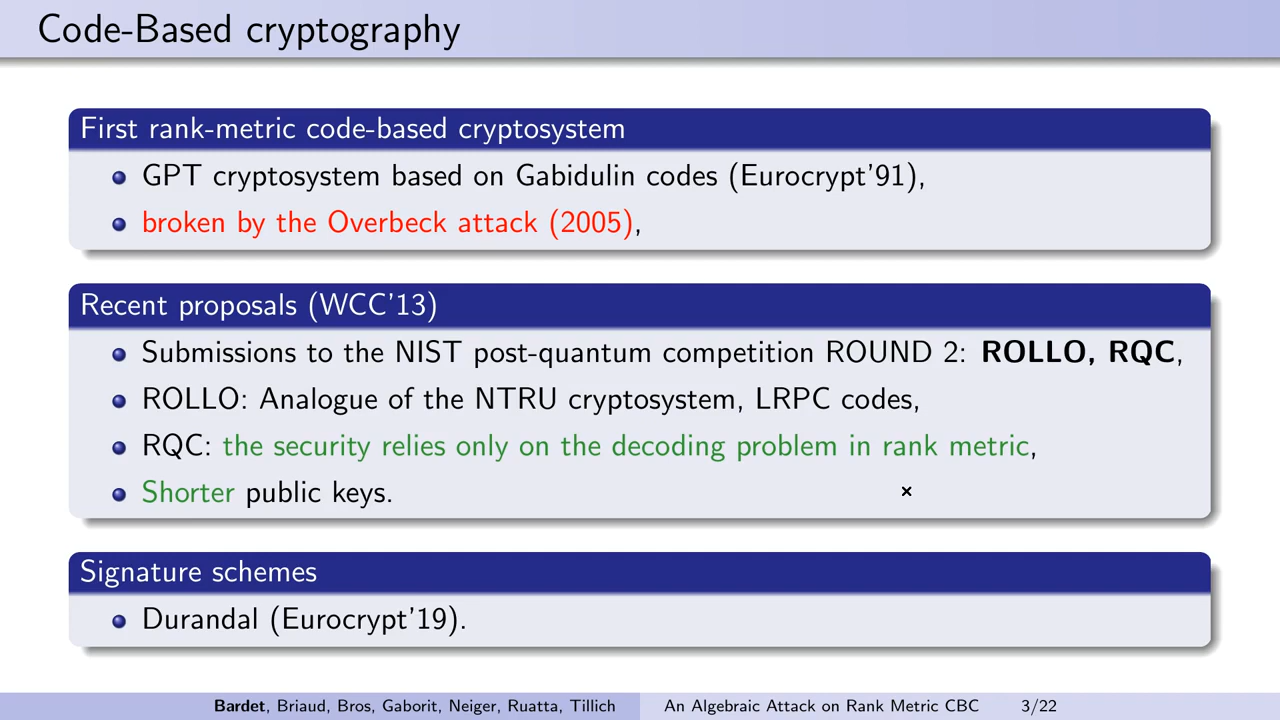 Code-Based cryptography
First rank-metric code-based cryptosystem
GPT cryptosystem based on Gabidulin codes (Eurocrypt'91),
broken by the Overbeck attack (2005),
Recent proposals (WCC'13)
Submissions to the NIST post-quantum competition ROUND 2: ROLLO, RQC,
ROLLO: Analogue of the NTRU cryptosystem, LRPC codes,
RQC: the security relies only on the decoding problem in rank metric,
Shorter public keys.
Signature schemes
Durandal (Eurocrypt'19).
Bardet, Briaud, Bros, Gaborit, Neiger, Ruatta, Tillich An Algebraic Attack on Rank Metric CBC 3/22